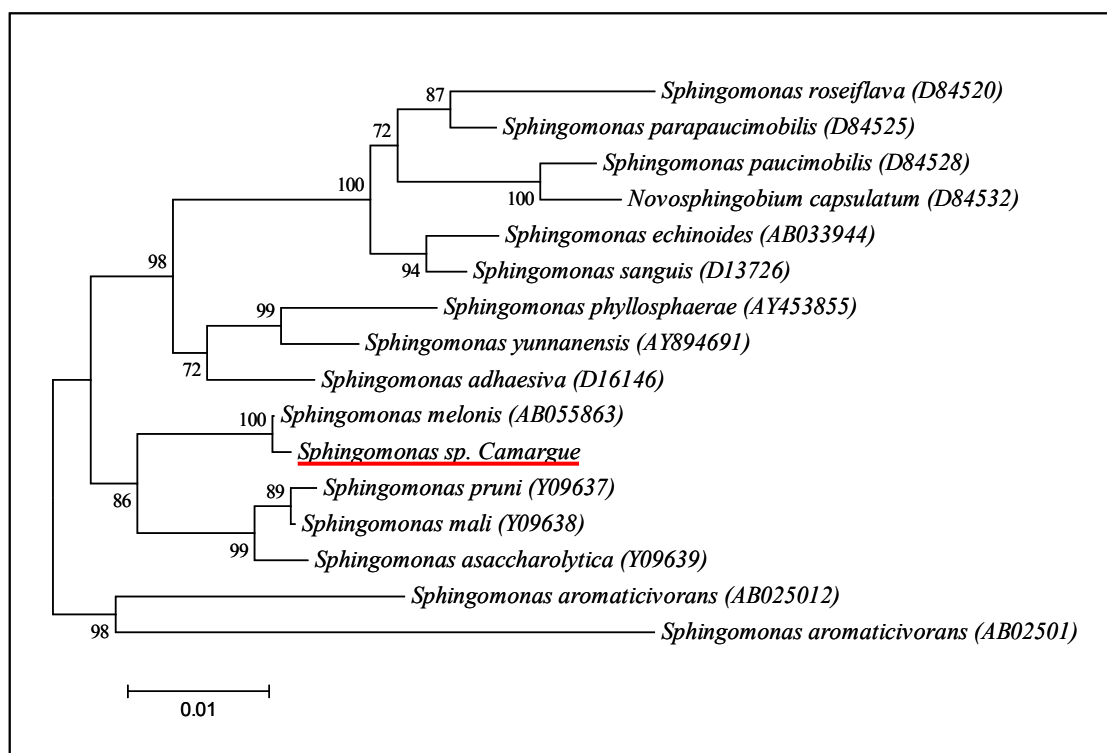 87
Sphingomonas roseiflava (D84520)
Sphingomonas parapaucimobilis (D84525)
72
Sphingomonas paucimobilis (D84528)
100
100
Novosphingobium capsulatum (D84532)
Sphingomonas echinoides (AB033944)
98
94
Sphingomonas sanguis (D13726)
99
Sphingomonas phyllosphaerae (AY453855)
Sphingomonas yunnanensis (AY894691)
72
Sphingomonas adhaesiva (D16146)
100
Sphingomonas melonis (AB055863)
Sphingomonas sp. Camargue
86
89
Sphingomonas pruni (Y09637)
Sphingomonas mali (Y09638)
99
Sphingomonas asaccharolytica (Y09639)
Sphingomonas aromaticivorans (AB025012)
98
Sphingomonas aromaticivorans (AB02501)
0.01